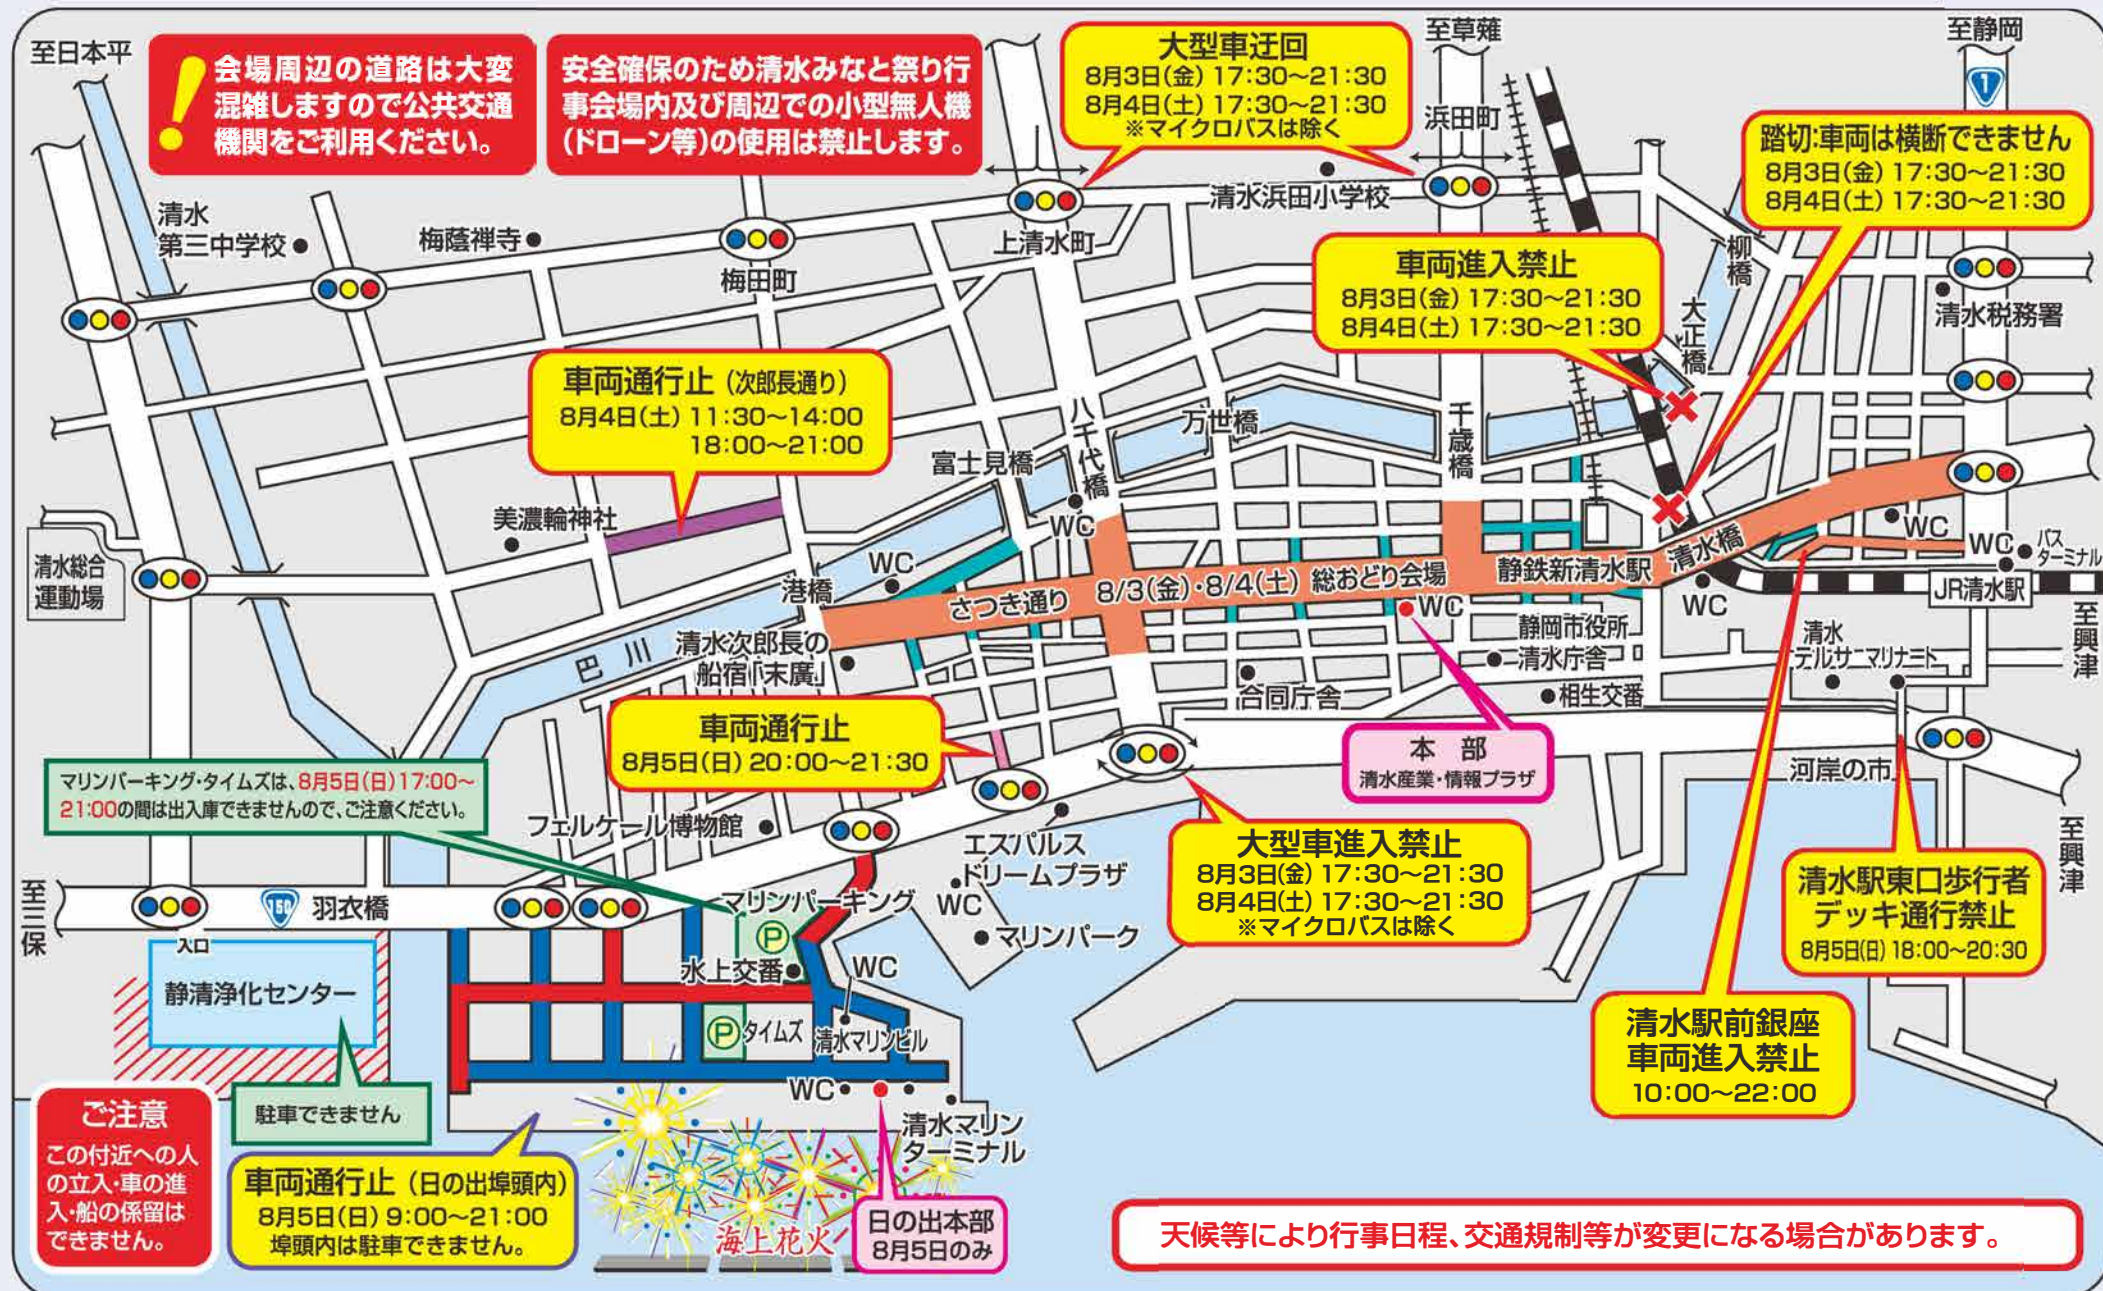 至日本平
!
会場周辺の道路は大変
混雑しますので公共交通
機関をご利用ください。
安全確保のため清水みなと祭り行
事会場内及び周辺での小型無人機
(ドローン等)の使用は禁止します。
大型車迂回
8月3日(金) 17:30〜21:30
8月4日(土) 17:30〜21:30
※マイクロバスは除く
至草薙
浜田町
至静岡
1
踏切:車両は横断できません
8月3日(金) 17:30〜21:30
8月4日(土) 17:30〜21:30
清水
第三中学校
梅蔭禅寺
梅田町
上清水町
清水浜田小学校
車両進入禁止
8月3日(金) 17:30〜21:30
8月4日(土) 17:30〜21:30
柳橋
大正橋
清水税務署
車両通行止 (次郎長通り)
8月4日(土) 11:30〜14:00
18:00〜21:00
富士見橋
八千代橋
万世橋
千歳橋
美濃輪神社
WC
WC
WC
WC
バス
ターミナル
JR清水駅
清水総合
運動場
港橋
さつき通り
8/3(金)・8/4(土) 総おどり会場
静鉄新清水駅
清水橋
WC
WC
静岡市役所
清水庁舎
相生交番
合同庁舎
清水
テルサ
マリナート
至興津
巴川
清水次郎長の
船宿「末廣」
車両通行止
8月5日(日) 20:00〜21:30
本部
清水産業・情報プラザ
河岸の市
至興津
マリンパーキング・タイムズは、8月5日(日)17:00〜
21:00の間は出入庫できませんので、ご注意ください。
フェルケール博物館
エスパルス
ドリームプラザ
WC
マリンパーク
大型車進入禁止
8月3日(金) 17:30〜21:30
8月4日(土) 17:30〜21:30
※マイクロバスは除く
清水駅東口歩行者
デッキ通行禁止
8月5日(日) 18:00〜20:30
至三保
入口
150
羽衣橋
マリンパーキング
P
水上交番
WC
静清浄化センター
P
タイムズ
清水マリンビル
清水駅前銀座
車両進入禁止
10:00〜22:00
WC
清水マリン
ターミナル
駐車できません
ご注意
この付近への人
の立入・車の進
入・船の係留は
できません。
車両通行止 (日の出埠頭内)
8月5日(日) 9:00〜21:00
埠頭内は駐車できません。
海上花火
日の出本部
8月5日のみ
天候等により行事日程、交通規制等が変更になる場合があります。